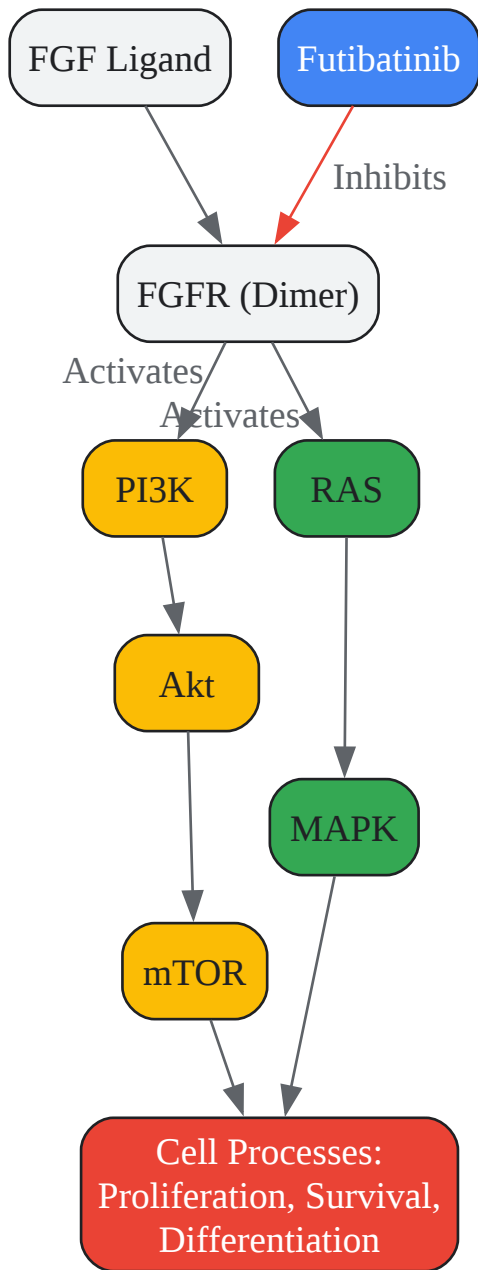 FGF Ligand
Futibatinib
Inhibits
FGFR (Dimer)
Activates
Activates
PI3K
RAS
Akt
MAPK
mTOR
Cell Processes:
Proliferation, Survival,
Differentiation